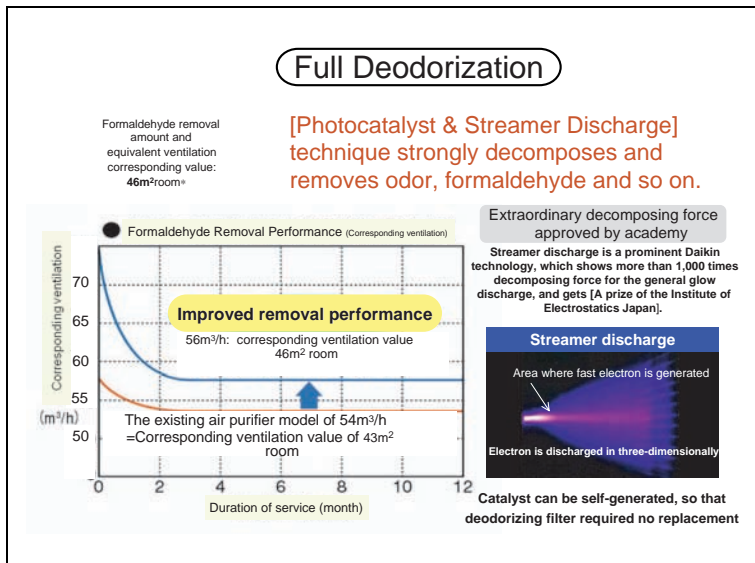 Full Deodorization
Formaldehyde removal
amount and
equivalent ventilation
corresponding value:
46m²room*
[Photocatalyst & Streamer Discharge]
technique strongly decomposes and
removes odor, formaldehyde and so on.
● Formaldehyde Removal Performance (Corresponding ventilation)
Corresponding ventilation
(m³/h)
70
65
60
55
50
Improved removal performance
56m³/h: corresponding ventilation value
46m² room
The existing air purifier model of 54m³/h
=Corresponding ventilation value of 43m²
room
0 2 4 6 8 10 12
Duration of service (month)
Extraordinary decomposing force
approved by academy
Streamer discharge is a prominent Daikin
technology, which shows more than 1,000 times
decomposing force for the general glow
discharge, and gets [A prize of the Institute of
Electrostatics Japan].
Streamer discharge
Area where fast electron is generated
Electron is discharged in three-dimensionally
Catalyst can be self-generated, so that
deodorizing filter required no replacement